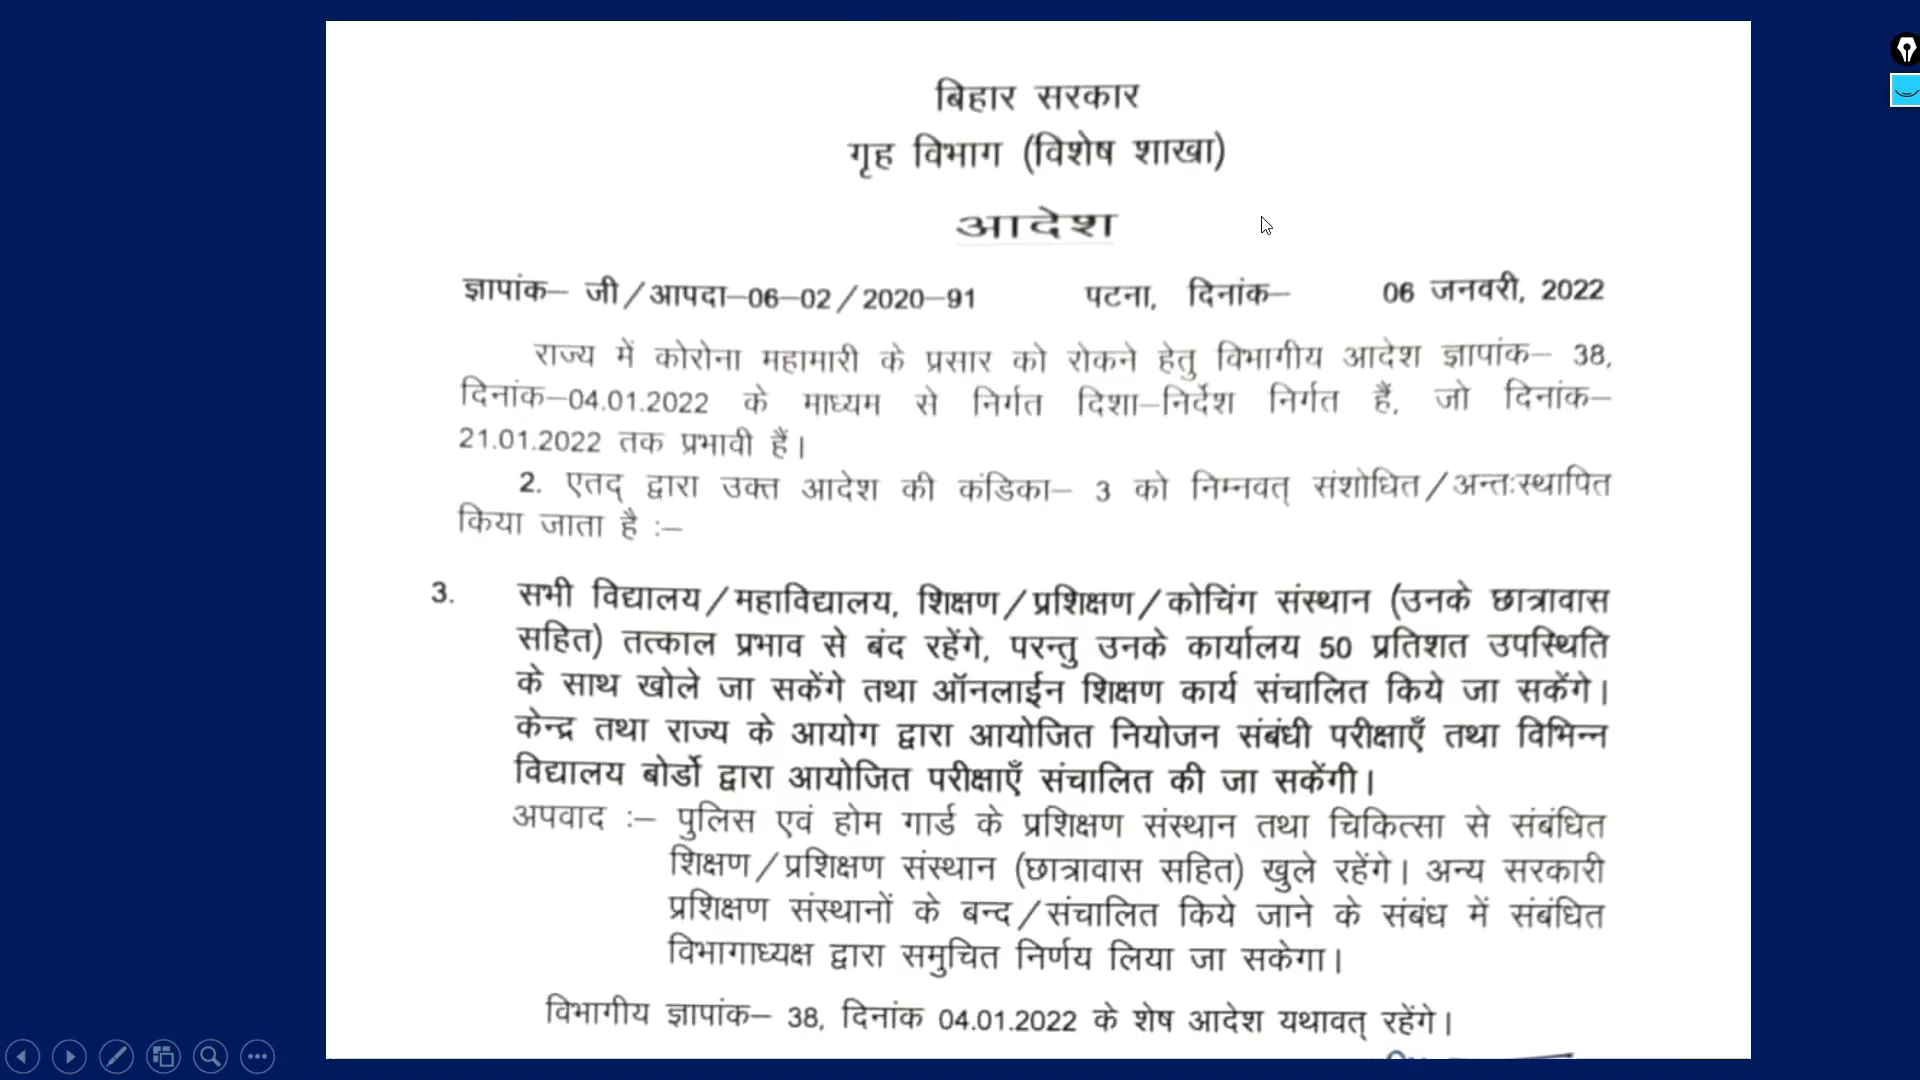 बिहार सरकार
गृह विभाग (विशेष शाखा)
आदेश
ज्ञापांक– जी/आपदा–06–02/2020–91 पटना, दिनांक– 06 जनवरी, 2022
राज्य में कोरोना महामारी के प्रसार को रोकने हेतु विभागीय आदेश ज्ञापांक– 38,
दिनांक–04.01.2022 के माध्यम से निर्गत दिशा–निर्देश निर्गत हैं, जो दिनांक–
21.01.2022 तक प्रभावी हैं।
2. एतद् द्वारा उक्त आदेश की कंडिका– 3 को निम्नवत् संशोधित/अन्तःस्थापित
किया जाता है :–
3. सभी विद्यालय/महाविद्यालय, शिक्षण/प्रशिक्षण/कोचिंग संस्थान (उनके छात्रावास
सहित) तत्काल प्रभाव से बंद रहेंगे, परन्तु उनके कार्यालय 50 प्रतिशत उपस्थिति
के साथ खोले जा सकेंगे तथा ऑनलाईन शिक्षण कार्य संचालित किये जा सकेंगे।
केन्द्र तथा राज्य के आयोग द्वारा आयोजित नियोजन संबंधी परीक्षाएँ तथा विभिन्न
विद्यालय बोर्डो द्वारा आयोजित परीक्षाएँ संचालित की जा सकेंगी।
अपवाद :– पुलिस एवं होम गार्ड के प्रशिक्षण संस्थान तथा चिकित्सा से संबंधित
शिक्षण/प्रशिक्षण संस्थान (छात्रावास सहित) खुले रहेंगे। अन्य सरकारी
प्रशिक्षण संस्थानों के बन्द/संचालित किये जाने के संबंध में संबंधित
विभागाध्यक्ष द्वारा समुचित निर्णय लिया जा सकेगा।
विभागीय ज्ञापांक– 38, दिनांक 04.01.2022 के शेष आदेश यथावत् रहेंगे।